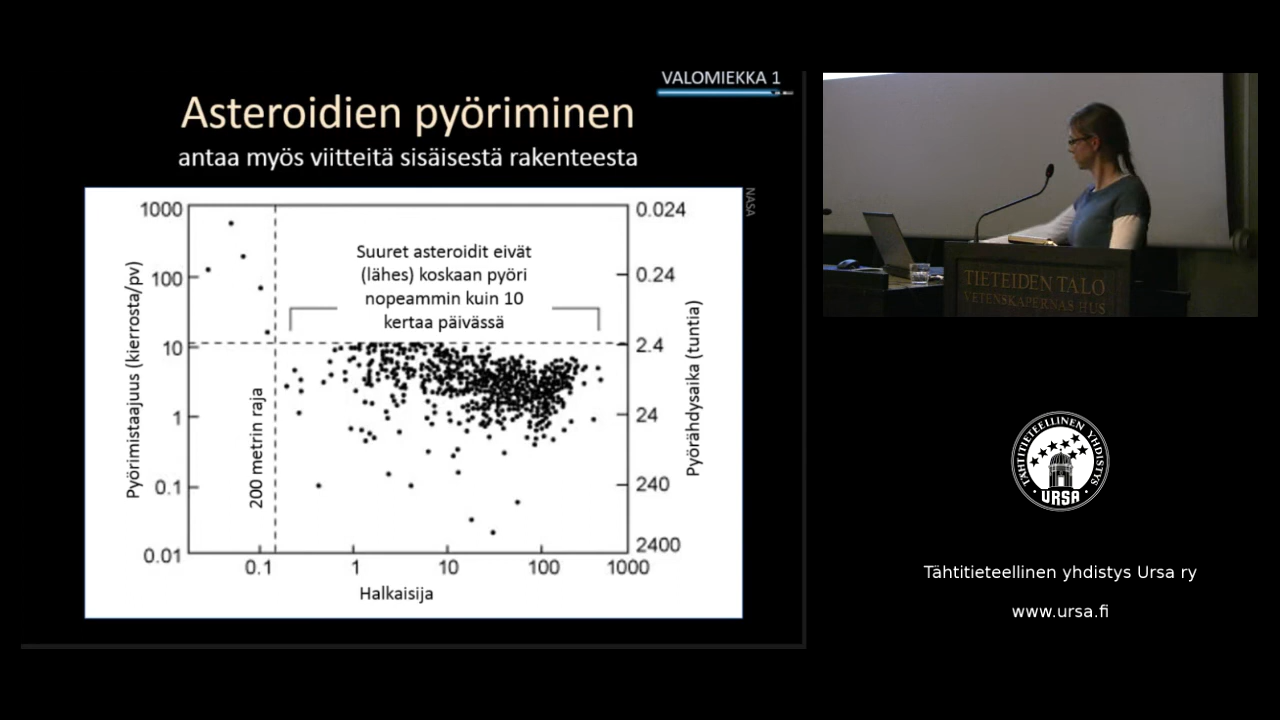 VALOMIEKKA 1
Asteroidien pyöriminen
antaa myös viitteitä sisäisestä rakenteesta
NASA
1000
100
10
1
0.1
0.01
Pyörimistaajuus (kierrosta/pv)
200 metrin raja
Suuret asteroidit eivät
(lähes) koskaan pyöri
nopeammin kuin 10
kertaa päivässä
0.024
0.24
2.4
24
240
2400
Pyörähdysaika (tuntia)
0.1
1
10
100
1000
Halkaisija
TIETEIDEN TALO
VETENSKAPERNAS HUS
TÄHTITIETEELLINEN YHDISTYS
URSA
Tähtitieteellinen yhdistys Ursa ry
www.ursa.fi